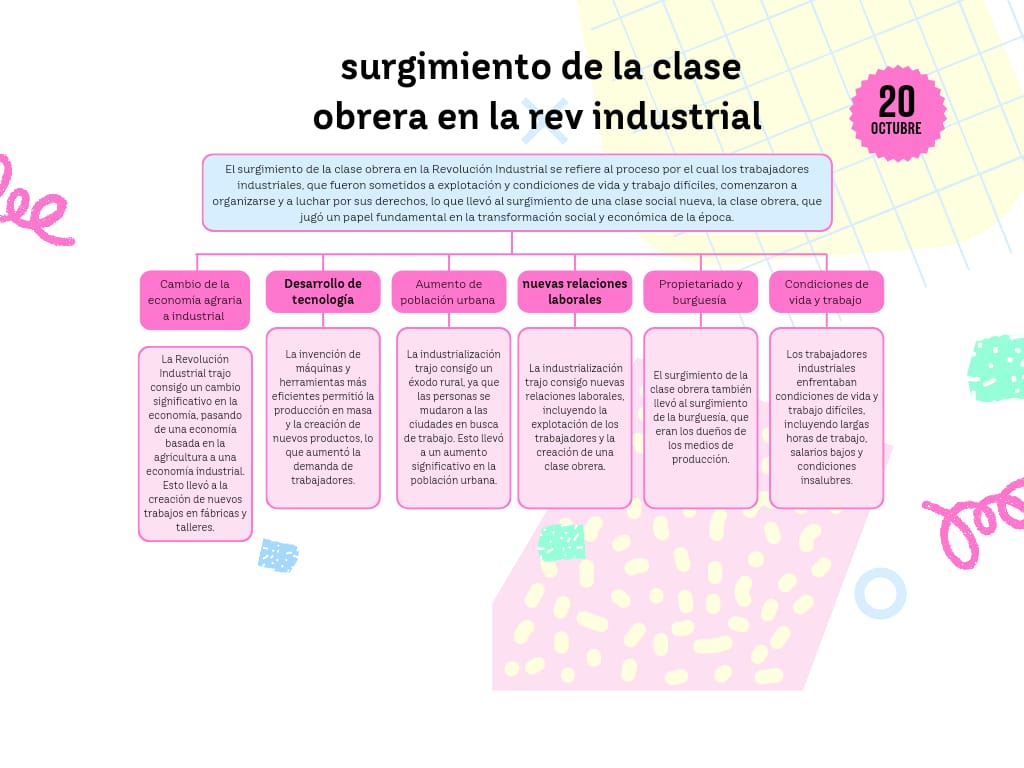 surgimiento de la clase
obrera en la rev industrial
20
OCTUBRE
El surgimiento de la clase obrera en la Revolución Industrial se refiere al proceso por el cual los trabajadores
industriales, que fueron sometidos a explotación y condiciones de vida y trabajo difíciles, comenzaron a
organizarse y a luchar por sus derechos, lo que llevó al surgimiento de una clase social nueva, la clase obrera, que
jugó un papel fundamental en la transformación social y económica de la época.
Cambio de la
economía agraria
a industrial
La Revolución
Industrial trajo
consigo un cambio
significativo en la
economía, pasando
de una economía
basada en la
agricultura a una
economía industrial.
Esto llevó a la
creación de nuevos
trabajos en fábricas y
talleres.
Desarrollo de
tecnología
La invención de
máquinas y
herramientas más
eficientes permitió la
producción en masa
y la creación de
nuevos productos, lo
que aumentó la
demanda de
trabajadores.
Aumento de
población urbana
La industrialización
trajo consigo un
éxodo rural, ya que
las personas se
mudaron a las
ciudades en busca
de trabajo. Esto llevó
a un aumento
significativo en la
población urbana.
nuevas relaciones
laborales
La industrialización
trajo consigo nuevas
relaciones laborales,
incluyendo la
explotación de los
trabajadores y la
creación de una
clase obrera.
Propietariado y
burguesía
El surgimiento de la
clase obrera también
llevó al surgimiento
de la burguesía, que
eran los dueños de
los medios de
producción.
Condiciones de
vida y trabajo
Los trabajadores
industriales
enfrentaban
condiciones de vida y
trabajo difíciles,
incluyendo largas
horas de trabajo,
salarios bajos y
condiciones
insalubres.